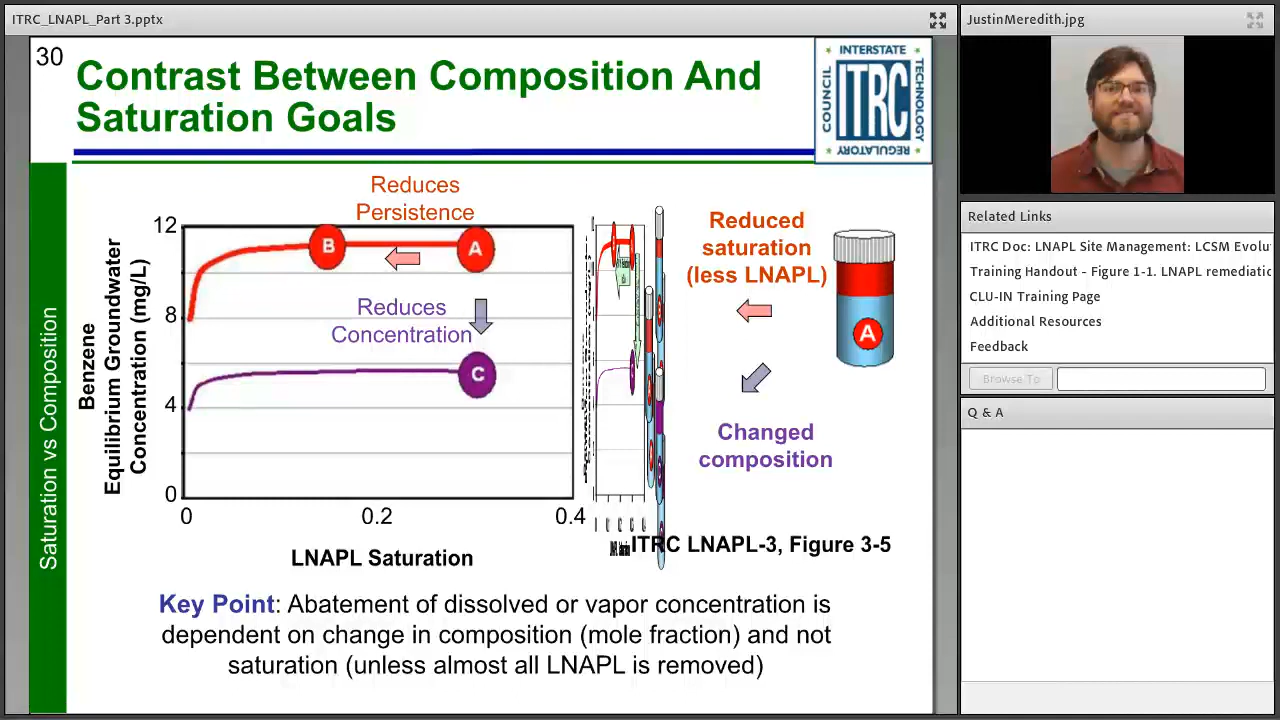 ITRC_LNAPL_Part 3.pptx
30
Contrast Between Composition And
Saturation Goals
INTERSTATE
COUNCIL
ITRC
TECHNOLOGY
REGULATORY
Saturation vs Composition
Reduces
Persistence
12
8
4
0
Benzene
Equilibrium Groundwater
Concentration (mg/L)
B
A
Reduces
Concentration
C
0
0.2
0.4
LNAPL Saturation
Reduced
saturation
(less LNAPL)
A
Changed
composition
ITRC LNAPL-3, Figure 3-5
Key Point: Abatement of dissolved or vapor concentration is
dependent on change in composition (mole fraction) and not
saturation (unless almost all LNAPL is removed)
JustinMeredith.jpg
Related Links
ITRC Doc: LNAPL Site Management: LCSM Evolu
Training Handout - Figure 1-1. LNAPL remediatic
CLU-IN Training Page
Additional Resources
Feedback
Browse To
Q & A